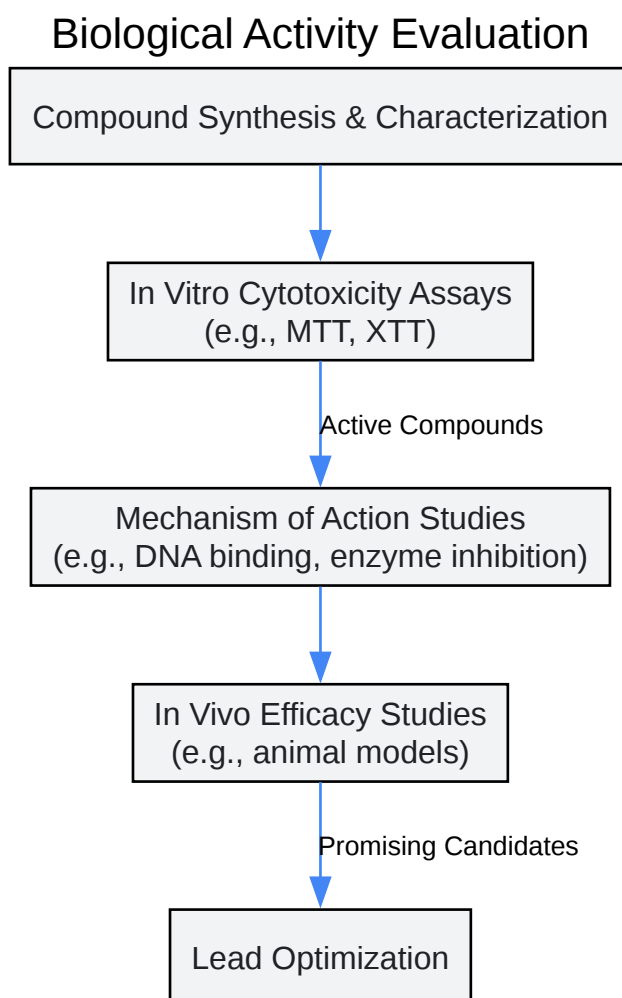 Biological Activity Evaluation
Compound Synthesis & Characterization
In Vitro Cytotoxicity Assays
(e.g., MTT, XTT)
Active Compounds
Mechanism of Action Studies
(e.g., DNA binding, enzyme inhibition)
In Vivo Efficacy Studies
(e.g., animal models)
Promising Candidates
Lead Optimization